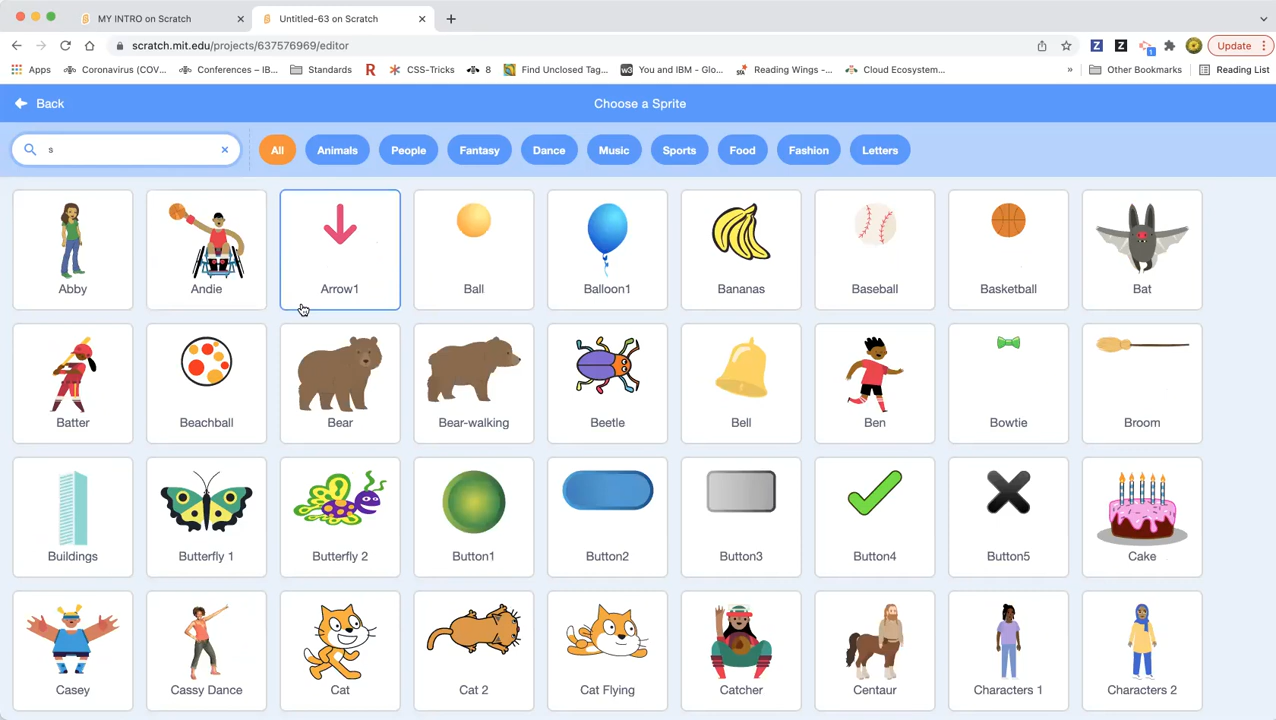 MY INTRO on Scratch
Untitled-63 on Scratch
scratch.mit.edu/projects/637576969/editor
Update
Apps
Coronavirus (COV...
Conferences – IB...
Standards
CSS-Tricks
8
Find Unclosed Tag...
You and IBM - Glo...
Reading Wings –...
Cloud Ecosystem...
»
Other Bookmarks
Reading List
Back
Choose a Sprite
s
All
Animals
People
Fantasy
Dance
Music
Sports
Food
Fashion
Letters
Abby
Andie
Arrow1
Ball
Balloon1
Bananas
Baseball
Basketball
Bat
Batter
Beachball
Bear
Bear-walking
Beetle
Bell
Ben
Bowtie
Broom
Buildings
Butterfly 1
Butterfly 2
Button1
Button2
Button3
Button4
Button5
Cake
Casey
Cassy Dance
Cat
Cat 2
Cat Flying
Catcher
Centaur
Characters 1
Characters 2